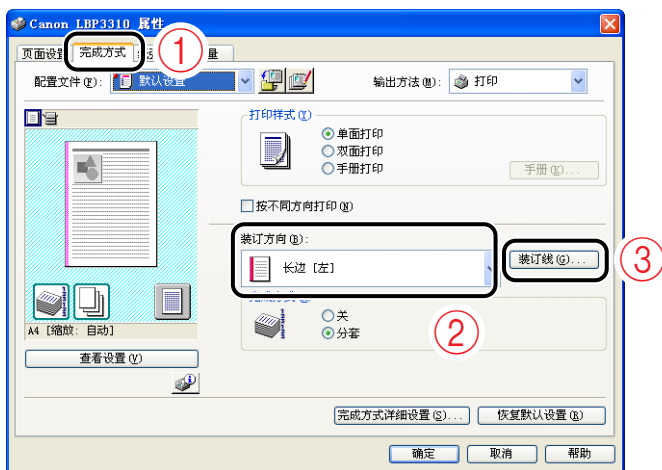 Canon LBP3310 属性
页面设置 完成方式 量
①
配置文件(F): 默认设置 输出方法(M): 打印
打印样式(I)
单面打印
双面打印
手册打印
手册(K)...
按不同方向打印(N)
装订方向(B):
长边 [左]
装订线(G)...
③
关
分套
②
A4 [缩放: 自动]
查看设置(V)
完成方式详细设置(S)... 恢复默认设置(R)
确定 取消 帮助